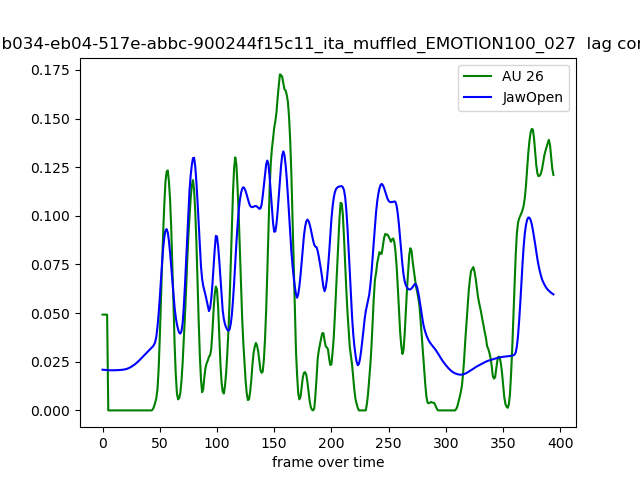 b034-eb04-517e-abbc-900244f15c11_ita_muffled_EMOTION100_027 lag
AU 26
JawOpen
0.175
0.150
0.125
0.100
0.075
0.050
0.025
0.000
0 50 100 150 200 250 300 350 400
frame over time